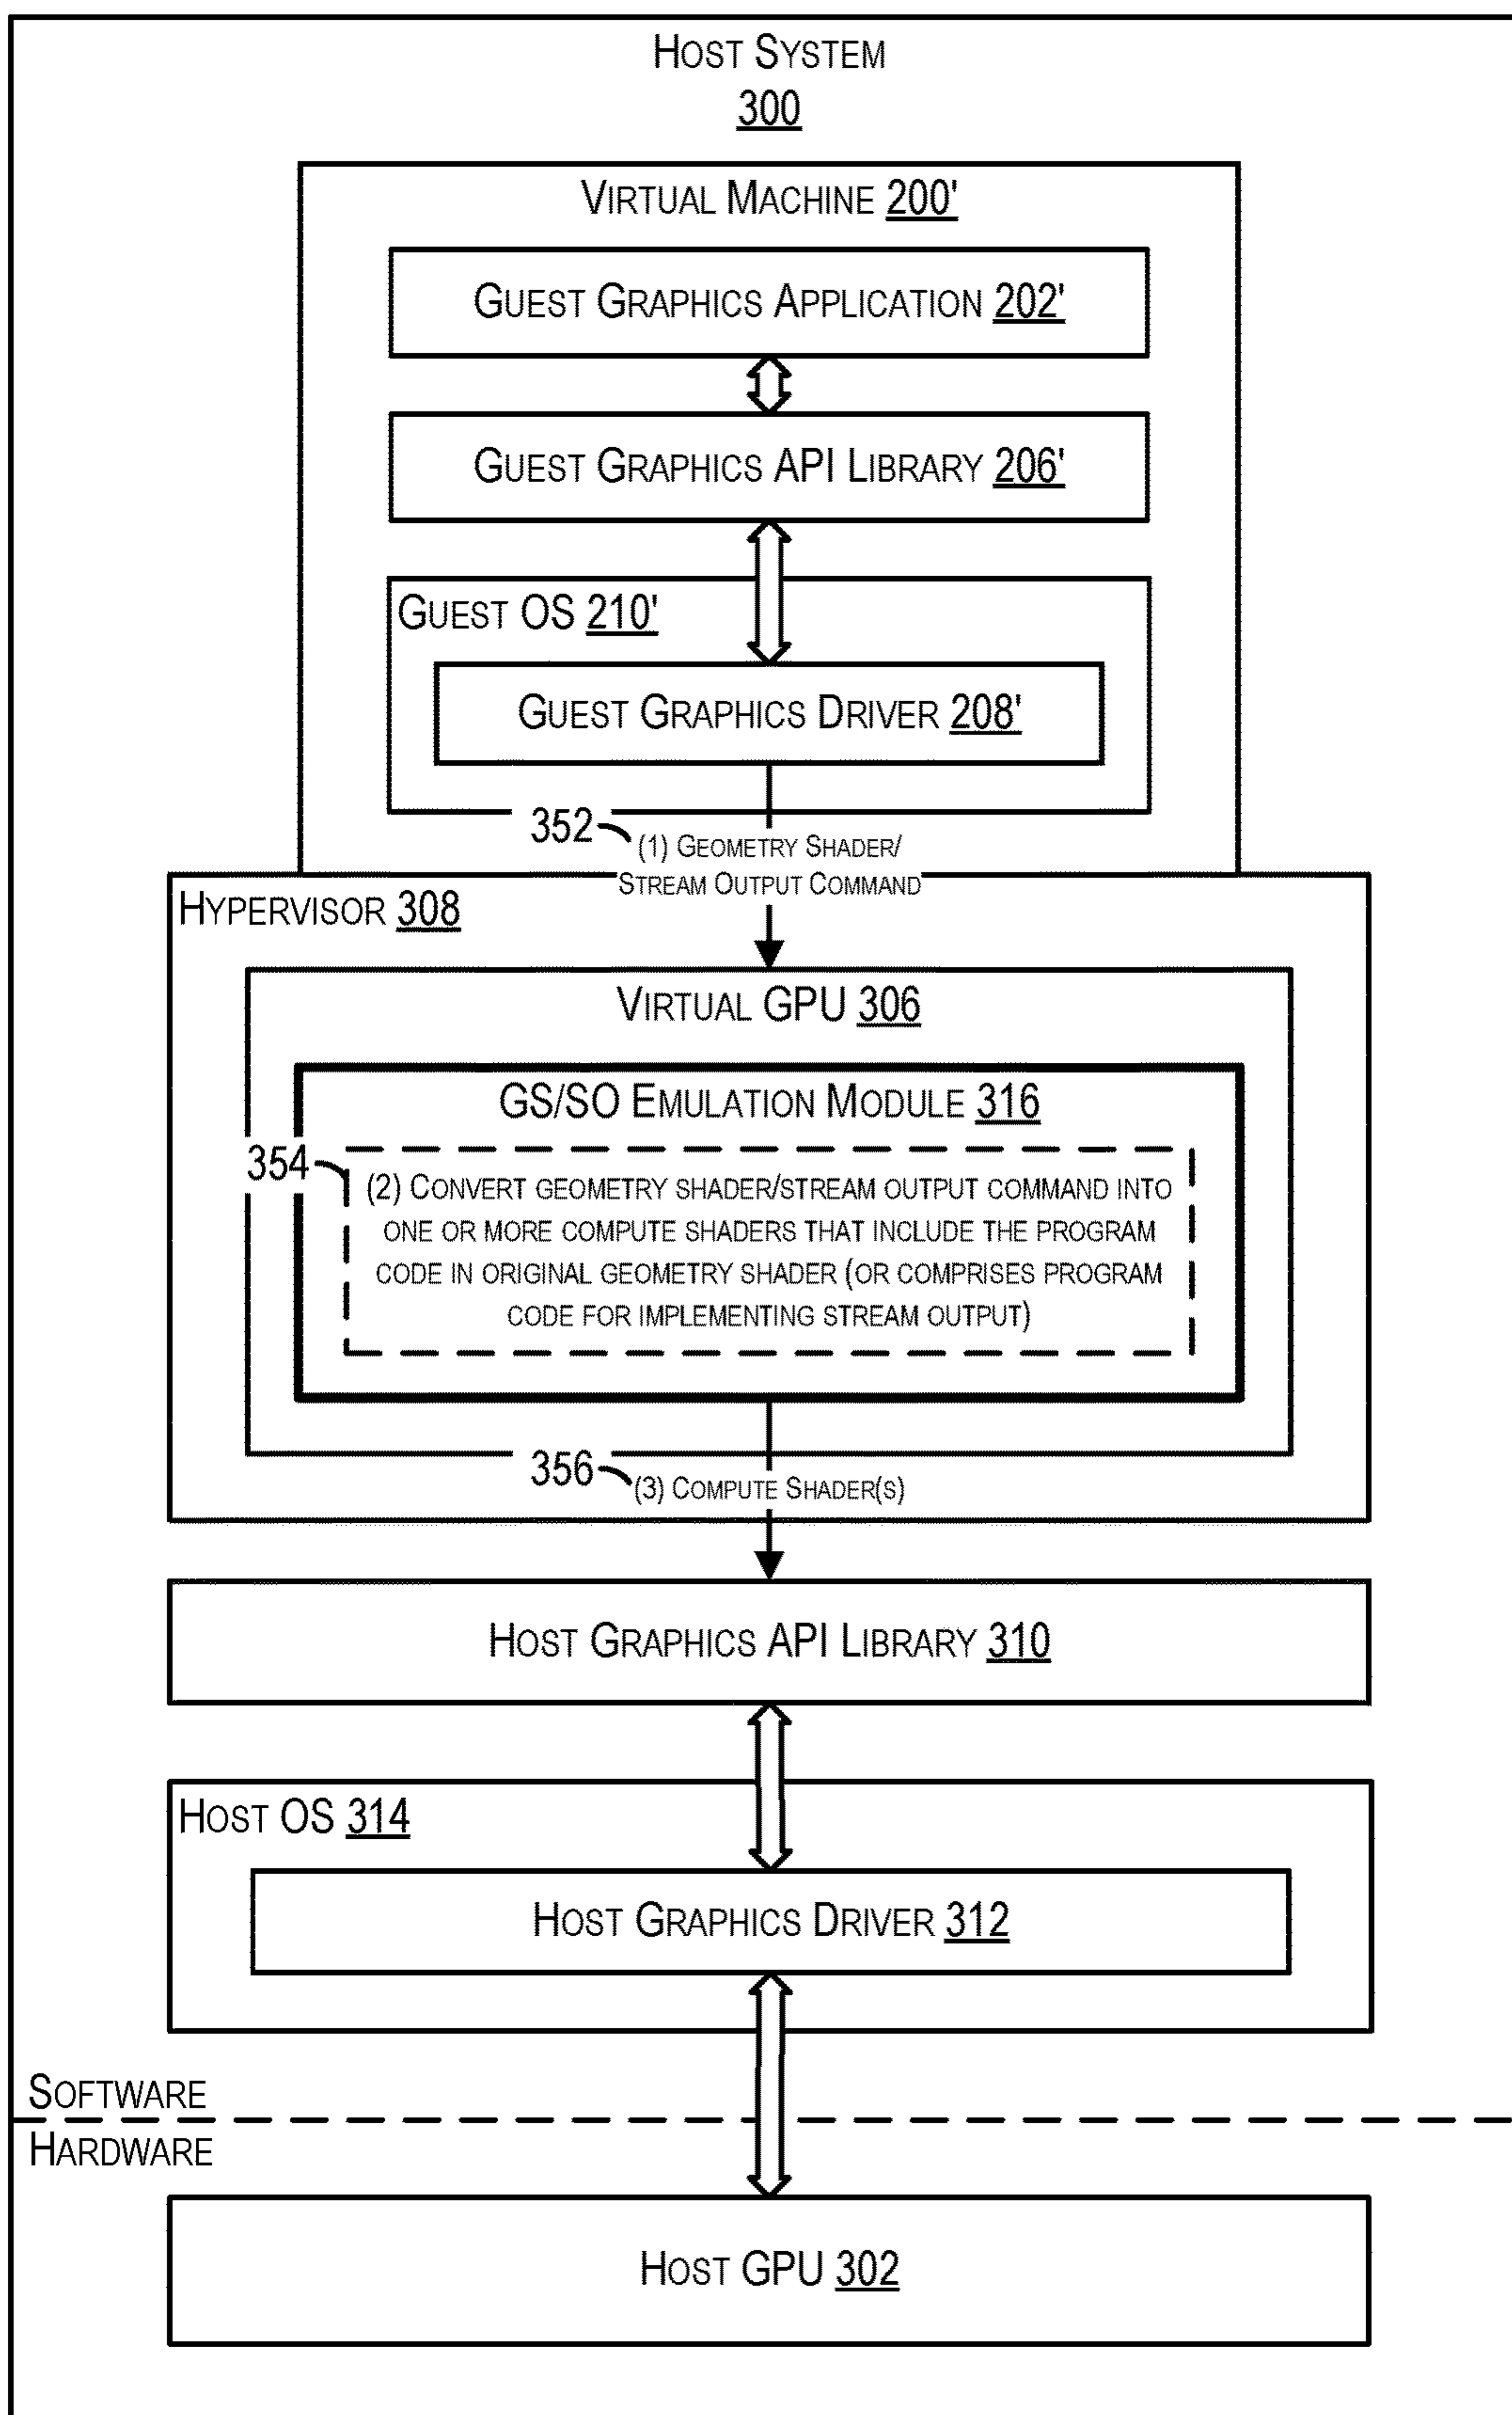 HOST SYSTEM
300
VIRTUAL MACHINE 200'
GUEST GRAPHICS APPLICATION 202'
GUEST GRAPHICS API LIBRARY 206'
GUEST OS 210'
GUEST GRAPHICS DRIVER 208'
352
(1) GEOMETRY SHADER/
STREAM OUTPUT COMMAND
HYPERVISOR 308
VIRTUAL GPU 306
GS/SO EMULATION MODULE 316
354
(2) CONVERT GEOMETRY SHADER/STREAM OUTPUT COMMAND INTO
ONE OR MORE COMPUTE SHADERS THAT INCLUDE THE PROGRAM
CODE IN ORIGINAL GEOMETRY SHADER (OR COMPRISES PROGRAM
CODE FOR IMPLEMENTING STREAM OUTPUT)
356
(3) COMPUTE SHADER(S)
HOST GRAPHICS API LIBRARY 310
HOST OS 314
HOST GRAPHICS DRIVER 312
SOFTWARE
HARDWARE
HOST GPU 302